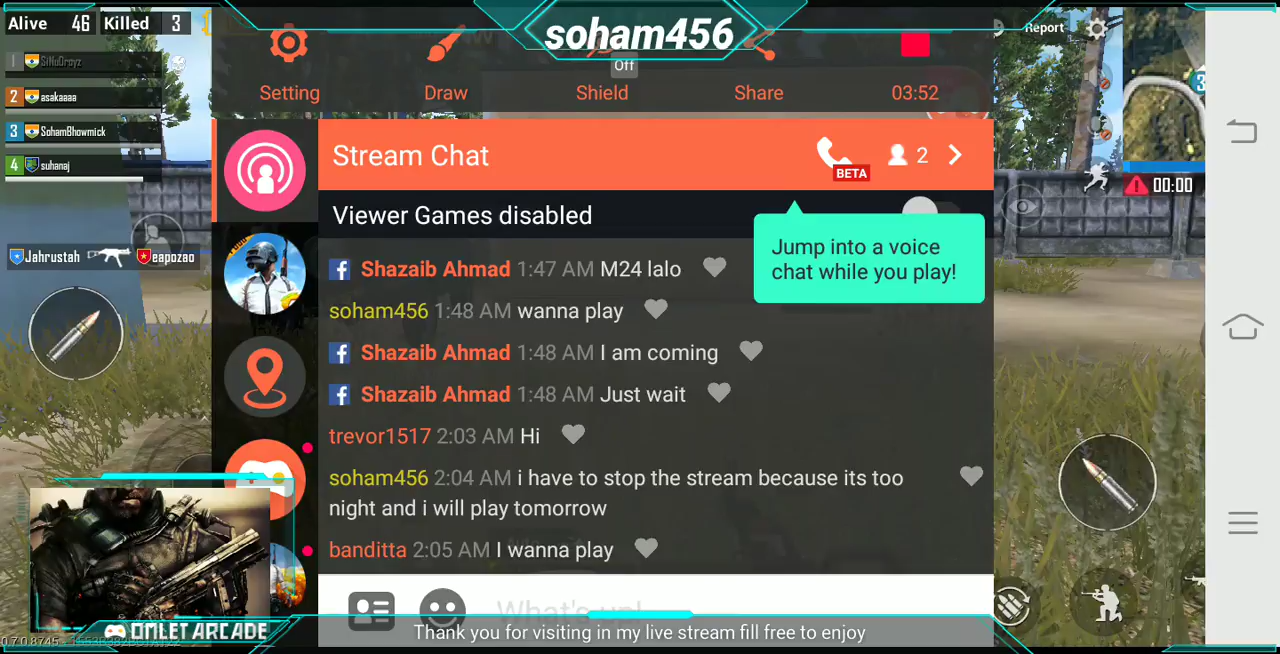 Alive 46 Killed 3
soham456
Report
Off
Setting Draw Shield Share 03:52
1 SiNuDroyz
2 asakaaaa
3 SohamBhowmick
4 suhanaj
Stream Chat
BETA
2
00:00
3
Viewer Games disabled
Jump into a voice
chat while you play!
Jahrustah eapozao
Shazaib Ahmad 1:47 AM M24 lalo
soham456 1:48 AM wanna play
Shazaib Ahmad 1:48 AM I am coming
Shazaib Ahmad 1:48 AM Just wait
trevor1517 2:03 AM Hi
soham456 2:04 AM i have to stop the stream because its too
night and i will play tomorrow
banditta 2:05 AM I wanna play
What's up!
OMLET ARCADE
Thank you for visiting in my live stream fill free to enjoy